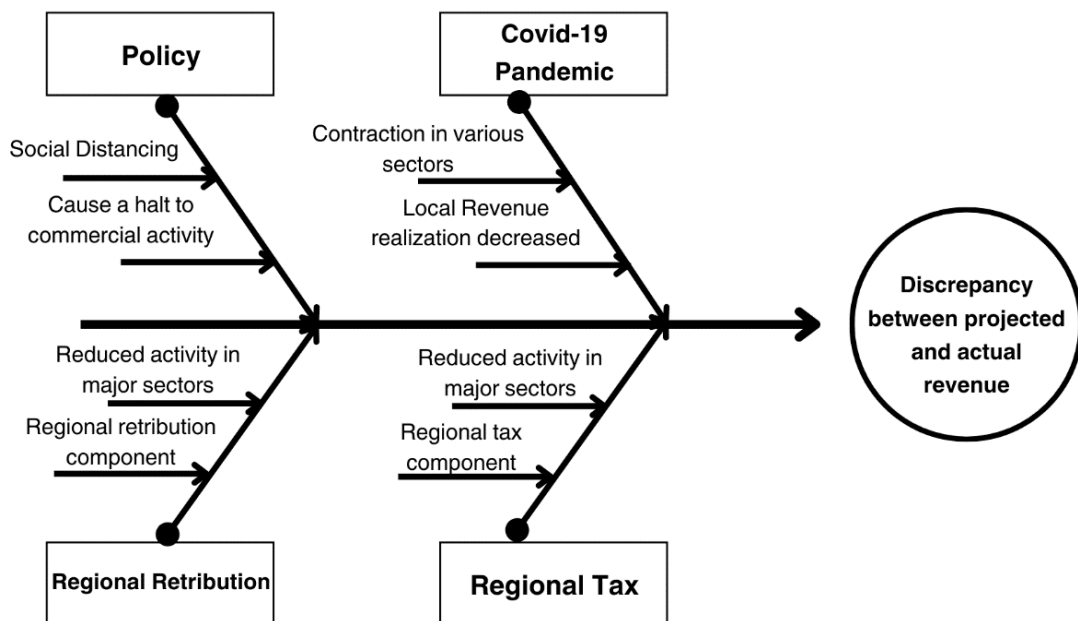 Policy
Covid-19
Pandemic
Social Distancing
Cause a halt to
commercial activity
Contraction in various
sectors
Local Revenue
realization decreased
Discrepancy
between projected
and actual
revenue
Reduced activity in
major sectors
Regional retribution
component
Reduced activity in
major sectors
Regional tax
component
Regional Retribution
Regional Tax